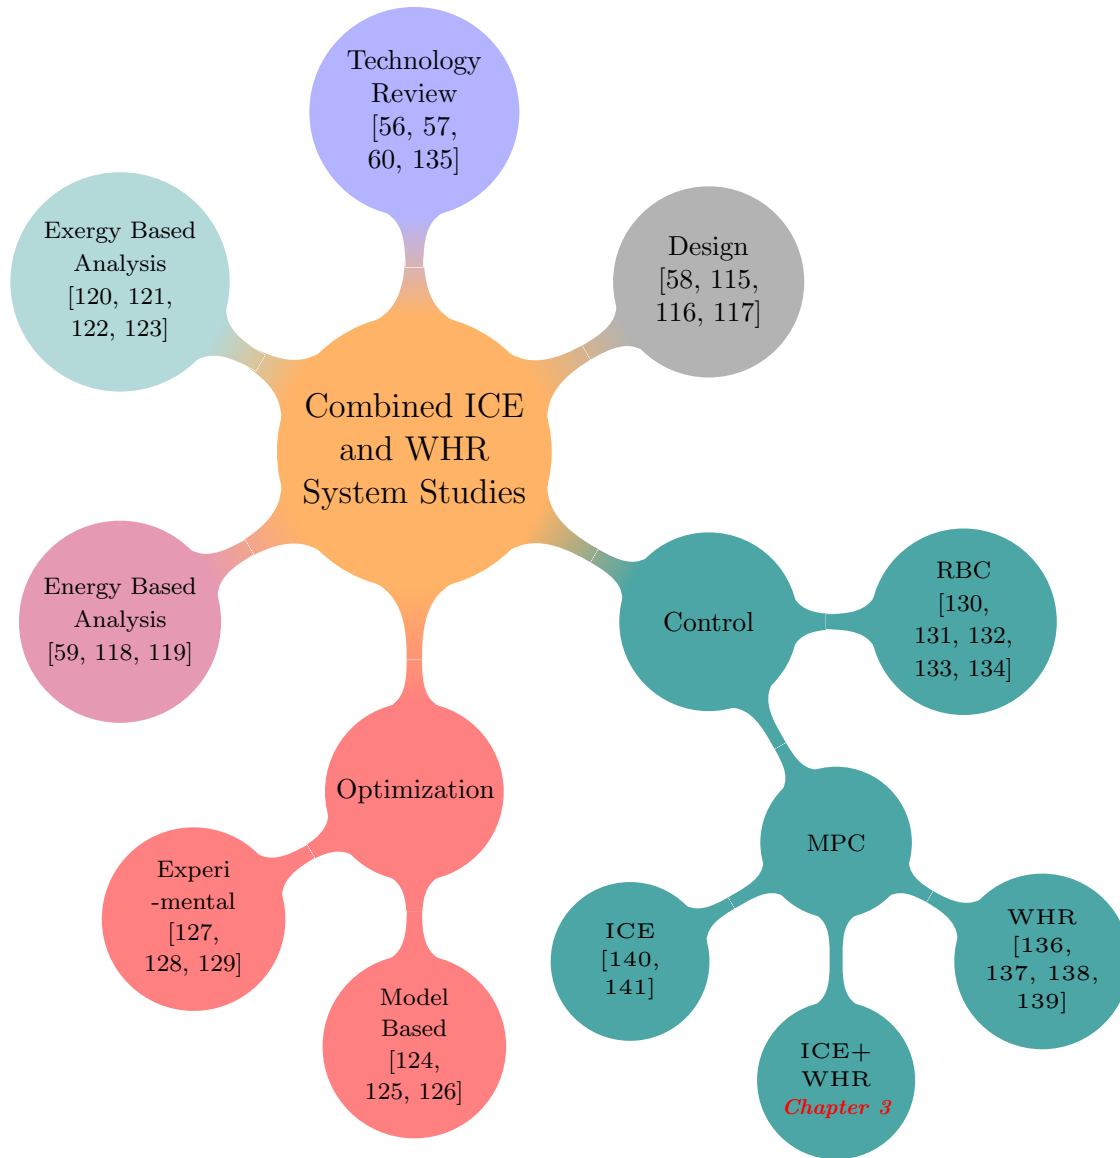 Technology
Review
[56, 57,
60, 135]
Exergy Based
Analysis
[120, 121,
122, 123]
Design
[58, 115,
116, 117]
Combined ICE
and WHR
System Studies
Energy Based
Analysis
[59, 118, 119]
Control
RBC
[130,
131, 132,
133, 134]
Optimization
MPC
Experi
-mental
[127,
128, 129]
Model
Based
[124,
125, 126]
ICE
[140,
141]
WHR
[136,
137, 138,
139]
ICE+
WHR
Chapter 3